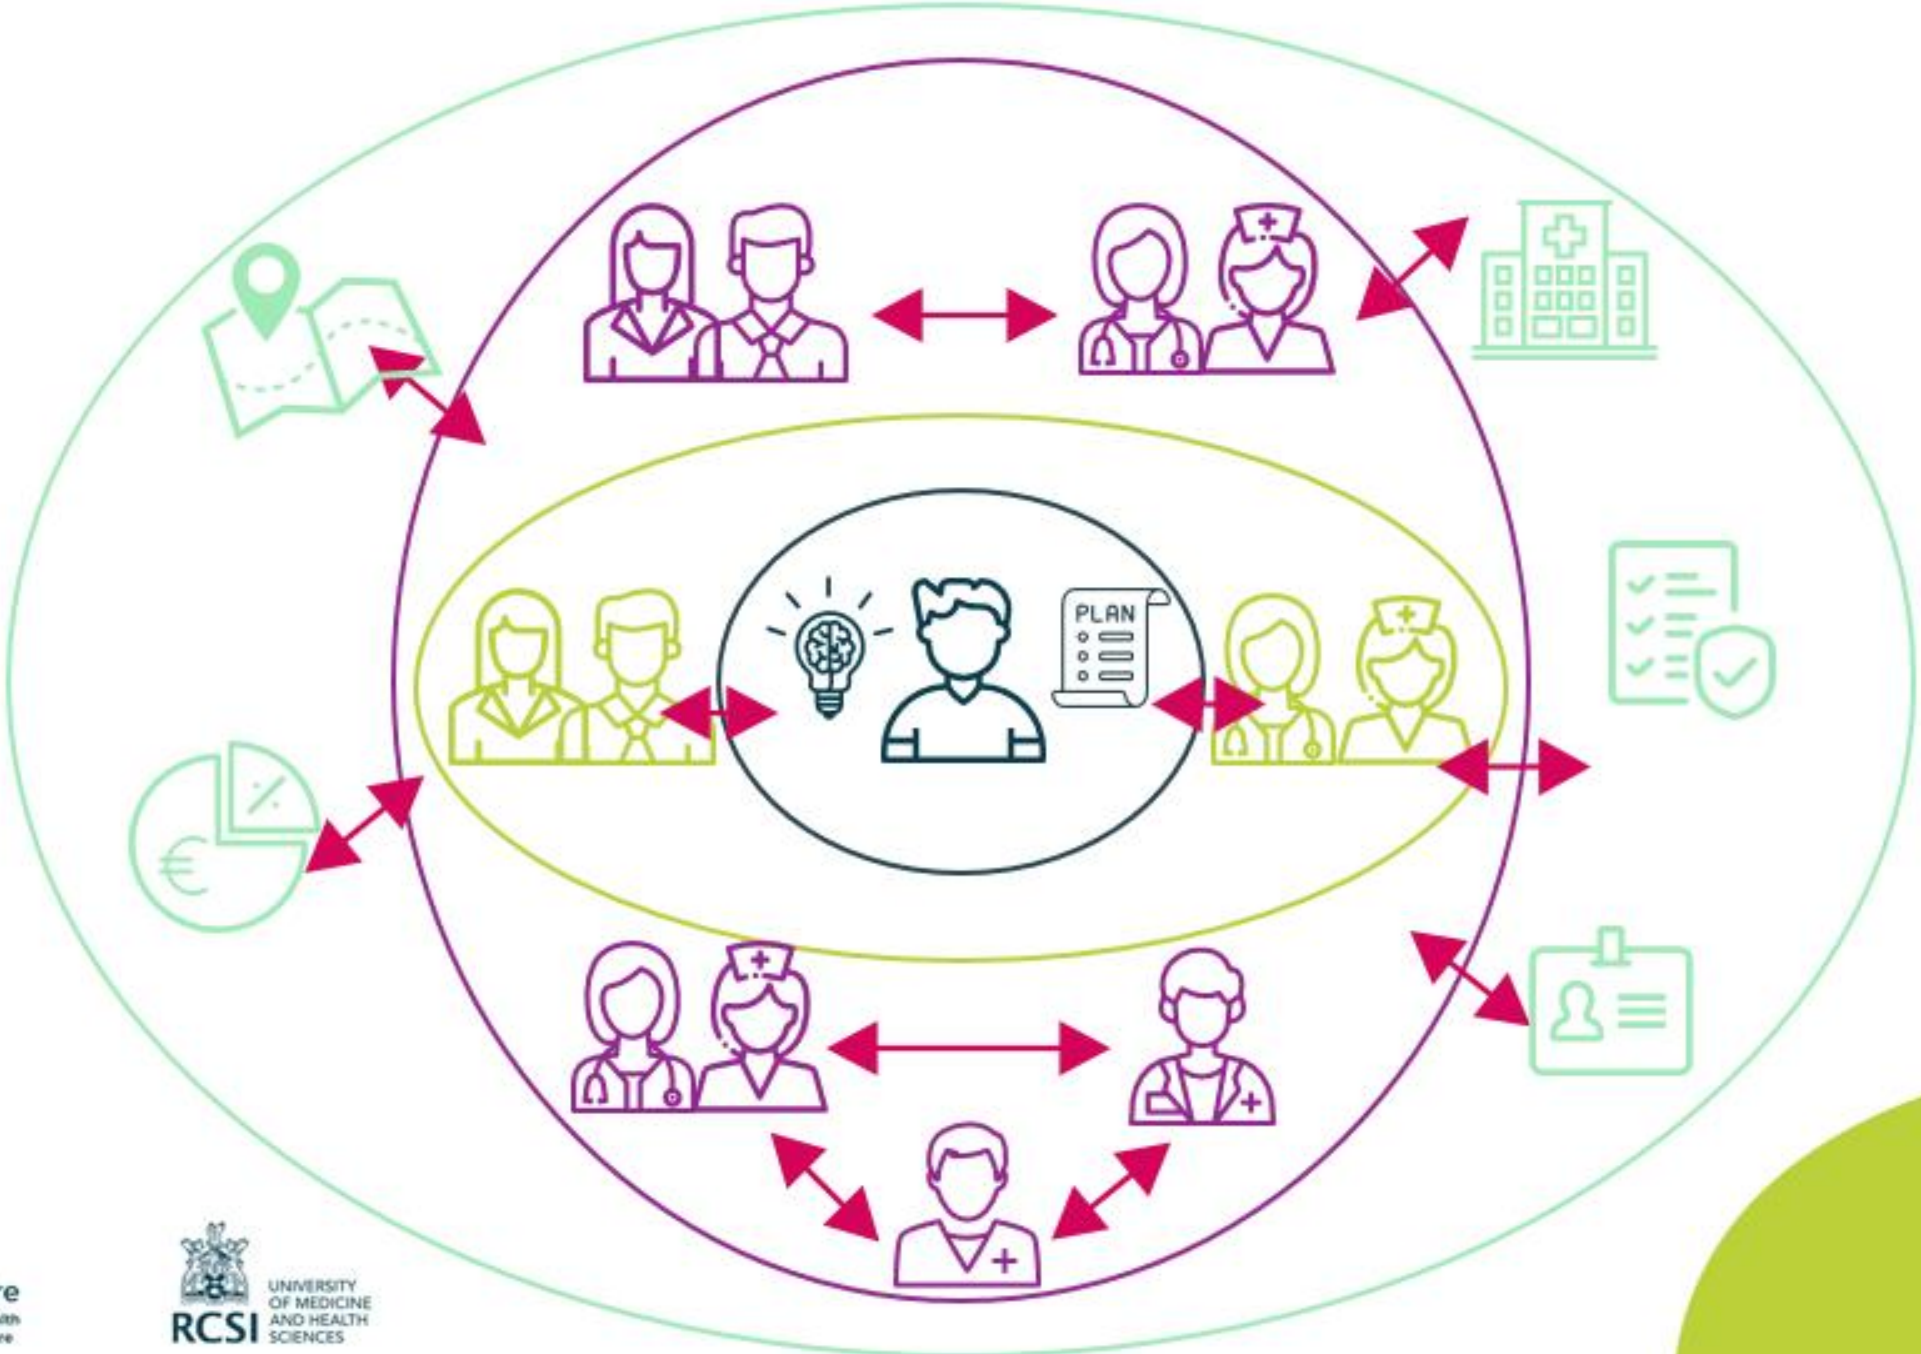 PLAN
%
€
RCSI
UNIVERSITY
OF MEDICINE
AND HEALTH
SCIENCES